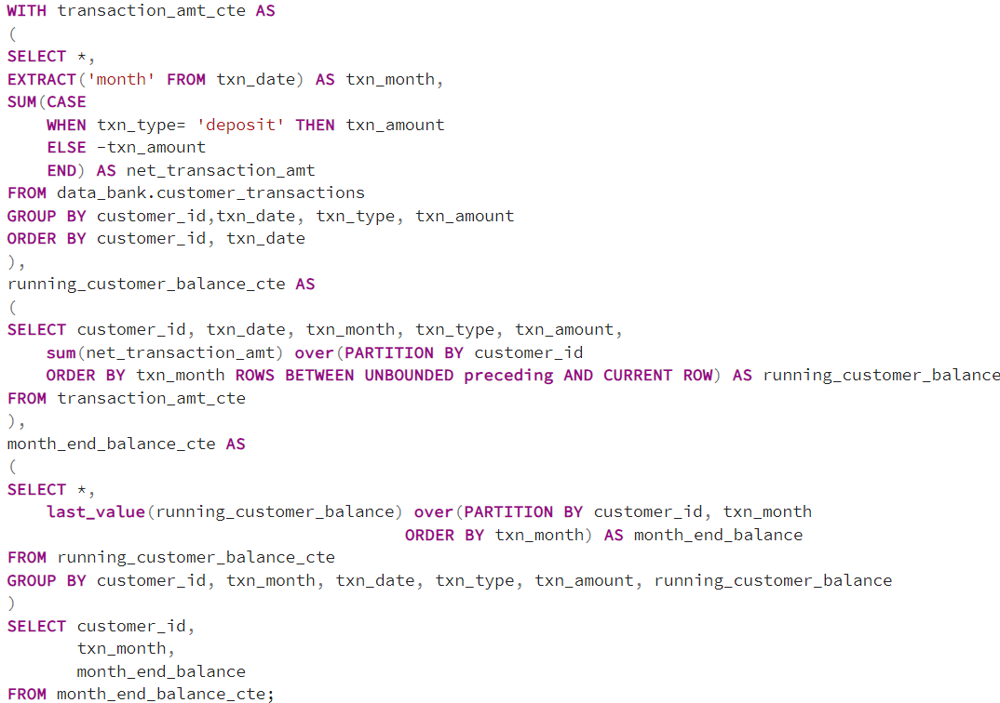 WITH transaction_amt_cte AS
(
SELECT *,
EXTRACT('month' FROM txn_date) AS txn_month,
SUM(CASE
WHEN txn_type= 'deposit' THEN txn_amount
ELSE -txn_amount
END) AS net_transaction_amt
FROM data_bank.customer_transactions
GROUP BY customer_id,txn_date, txn_type, txn_amount
ORDER BY customer_id, txn_date
),
running_customer_balance_cte AS
(
SELECT customer_id, txn_date, txn_month, txn_type, txn_amount,
sum(net_transaction_amt) over(PARTITION BY customer_id
ORDER BY txn_month ROWS BETWEEN UNBOUNDED preceding AND CURRENT ROW) AS running_customer_balance
FROM transaction_amt_cte
),
month_end_balance_cte AS
(
SELECT *,
last_value(running_customer_balance) over(PARTITION BY customer_id, txn_month
ORDER BY txn_month) AS month_end_balance
FROM running_customer_balance_cte
GROUP BY customer_id, txn_month, txn_date, txn_type, txn_amount, running_customer_balance
)
SELECT customer_id,
txn_month,
month_end_balance
FROM month_end_balance_cte;